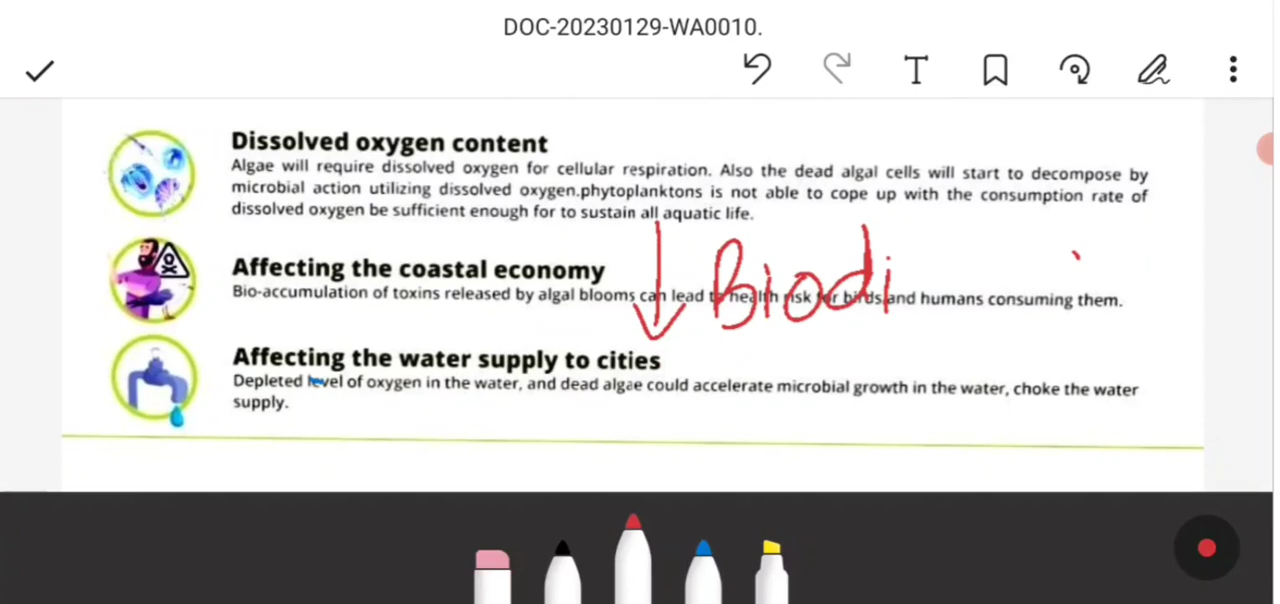 DOC-20230129-WA0010.
T
Dissolved oxygen content
Algae will require dissolved oxygen for cellular respiration. Also the dead algal cells will start to decompose by
microbial action utilizing dissolved oxygen.phytoplanktons is not able to cope up with the consumption rate of
dissolved oxygen be sufficient enough for to sustain all aquatic life.
Biodi
Affecting the coastal economy
Bio-accumulation of toxins released by algal blooms can lead to health risk for birds and humans consuming them.
Affecting the water supply to cities
Depleted level of oxygen in the water, and dead algae could accelerate microbial growth in the water, choke the water
supply.